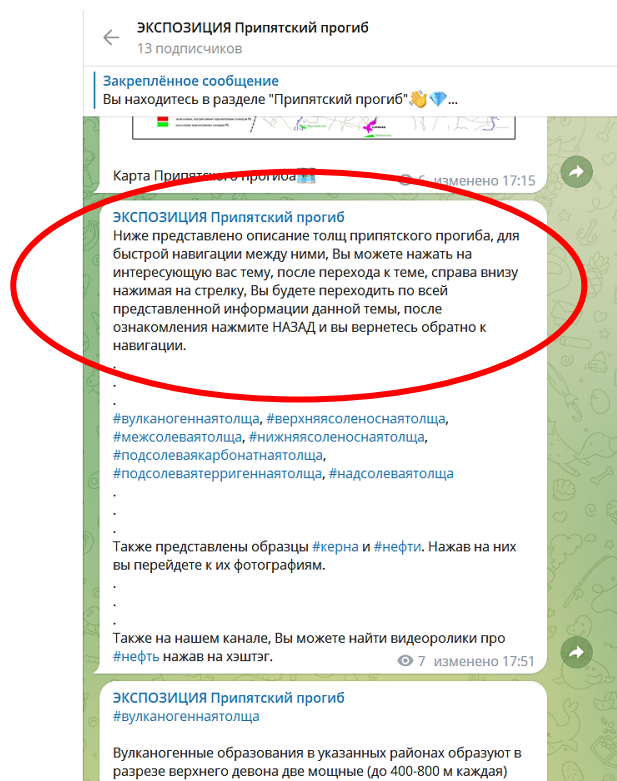 ЭКСПОЗИЦИЯ Припятский прогиб
13 подписчиков
Закреплённое сообщение
Вы находитесь в разделе "Припятский прогиб"👋💎...
Карта Припятского прогиба🗺
6 изменено 17:15
ЭКСПОЗИЦИЯ Припятский прогиб
Ниже представлено описание толщ припятского прогиба, для
быстрой навигации между ними, Вы можете нажать на
интересующую вас тему, после перехода к теме, справа внизу
нажимая на стрелку, Вы будете переходить по всей
представленной информации данной темы, после
ознакомления нажмите НАЗАД и вы вернетесь обратно к
навигации.
.
.
.
#вулканогеннаятолща, #верхняясоленоснаятолща,
#межсолеваятолща, #нижняясоленоснаятолща,
#подсолеваякарбонатнаятолща,
#подсолеватерригеннаятолща, #надсолеваятолща
.
.
.
Также представлены образцы #керна и #нефти. Нажав на них
вы перейдете к их фотографиям.
.
.
.
Также на нашем канале, Вы можете найти видеоролики про
#нефть нажав на хэштэг.
7 изменено 17:51
ЭКСПОЗИЦИЯ Припятский прогиб
#вулканогеннаятолща
Вулканогенные образования в указанных районах образуют в
разрезе верхнего девона две мощные (до 400-800 м каждая)